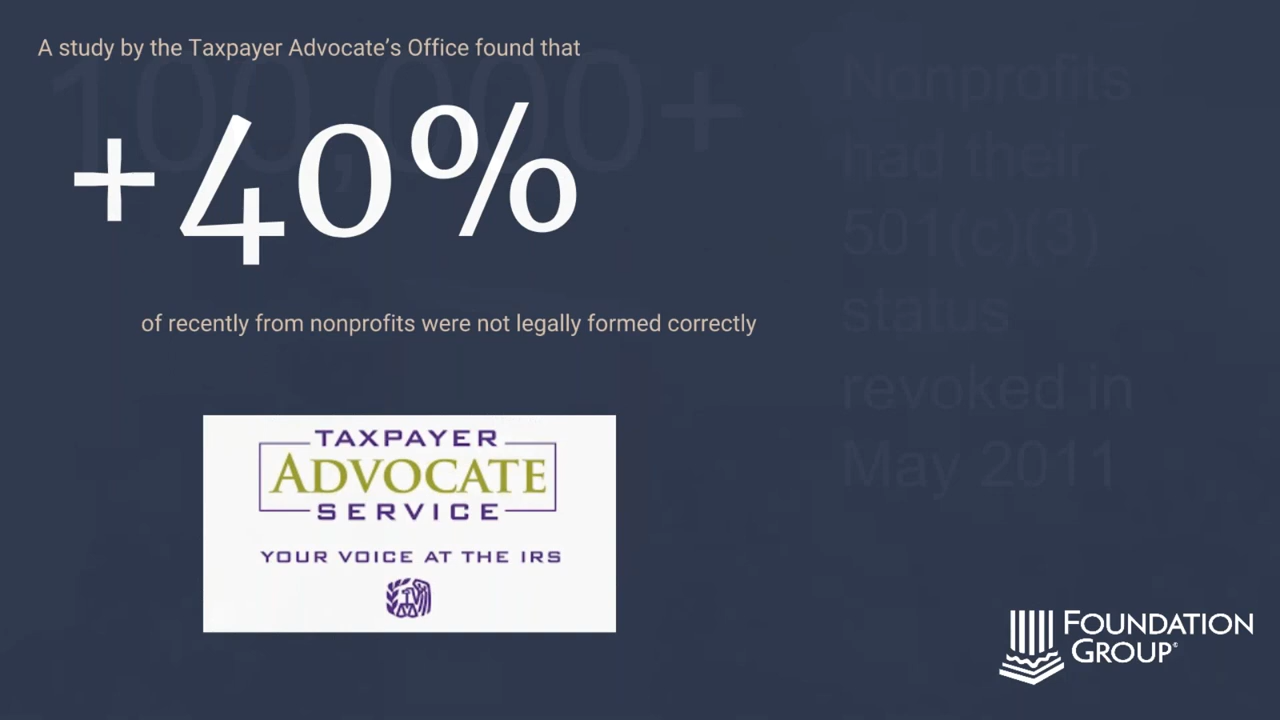 A study by the Taxpayer Advocate’s Office found that
100,000+
+40%
of recently from nonprofits were not legally formed correctly
Nonprofits
had their
501(c)(3)
status
revoked in
May 2011
TAXPAYER
ADVOCATE
SERVICE
YOUR VOICE AT THE IRS
FOUNDATION
GROUP®